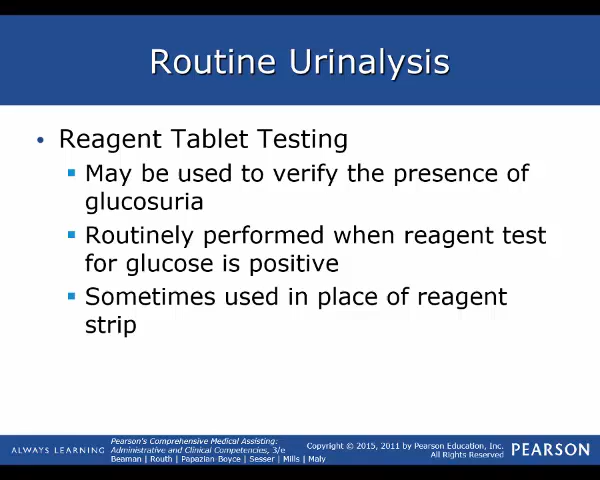 Routine Urinalysis
• Reagent Tablet Testing
▪ May be used to verify the presence of
glucosuria
▪ Routinely performed when reagent test
for glucose is positive
▪ Sometimes used in place of reagent
strip
ALWAYS LEARNING
Pearson's Comprehensive Medical Assisting:
Administrative and Clinical Competencies, 3/e
Beaman | Routh | Papazian Boyce | Sesser | Mills | Maly
Copyright © 2015, 2011 by Pearson Education, Inc.
All Rights Reserved
PEARSON